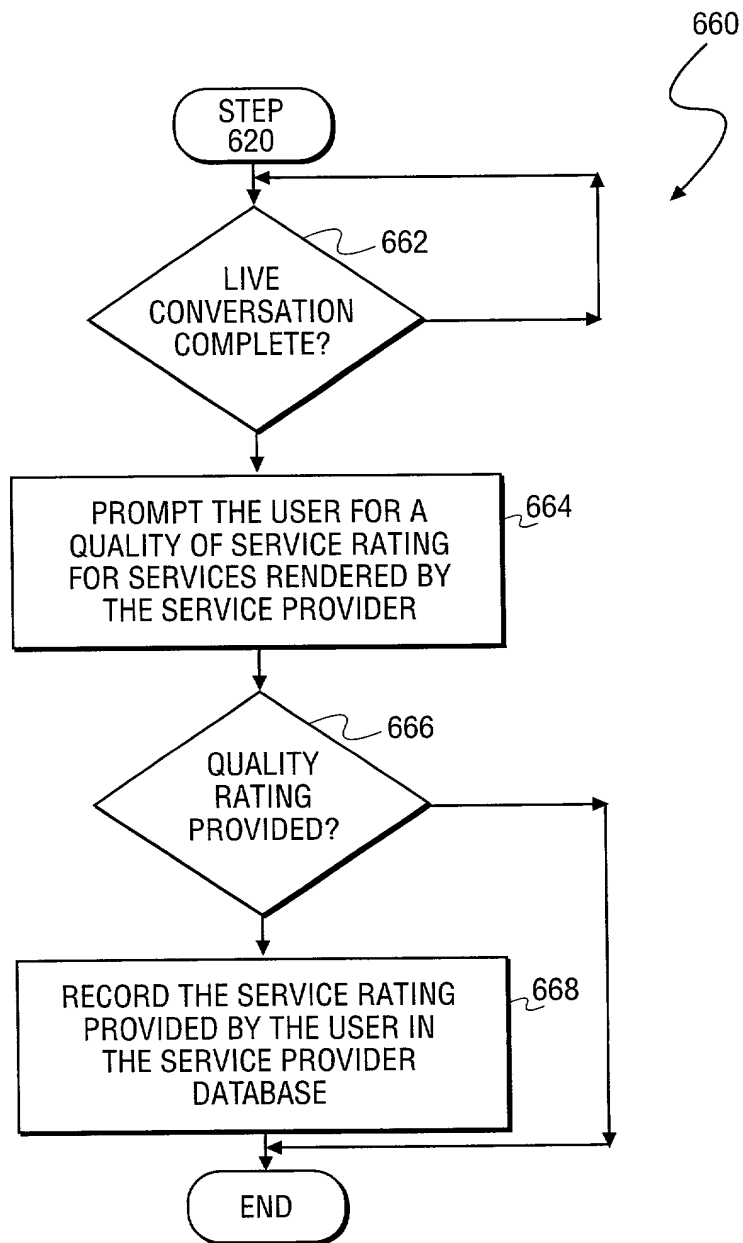 660
STEP
620
662
LIVE
CONVERSATION
COMPLETE?
664
PROMPT THE USER FOR A
QUALITY OF SERVICE RATING
FOR SERVICES RENDERED BY
THE SERVICE PROVIDER
666
QUALITY
RATING
PROVIDED?
668
RECORD THE SERVICE RATING
PROVIDED BY THE USER IN
THE SERVICE PROVIDER
DATABASE
END